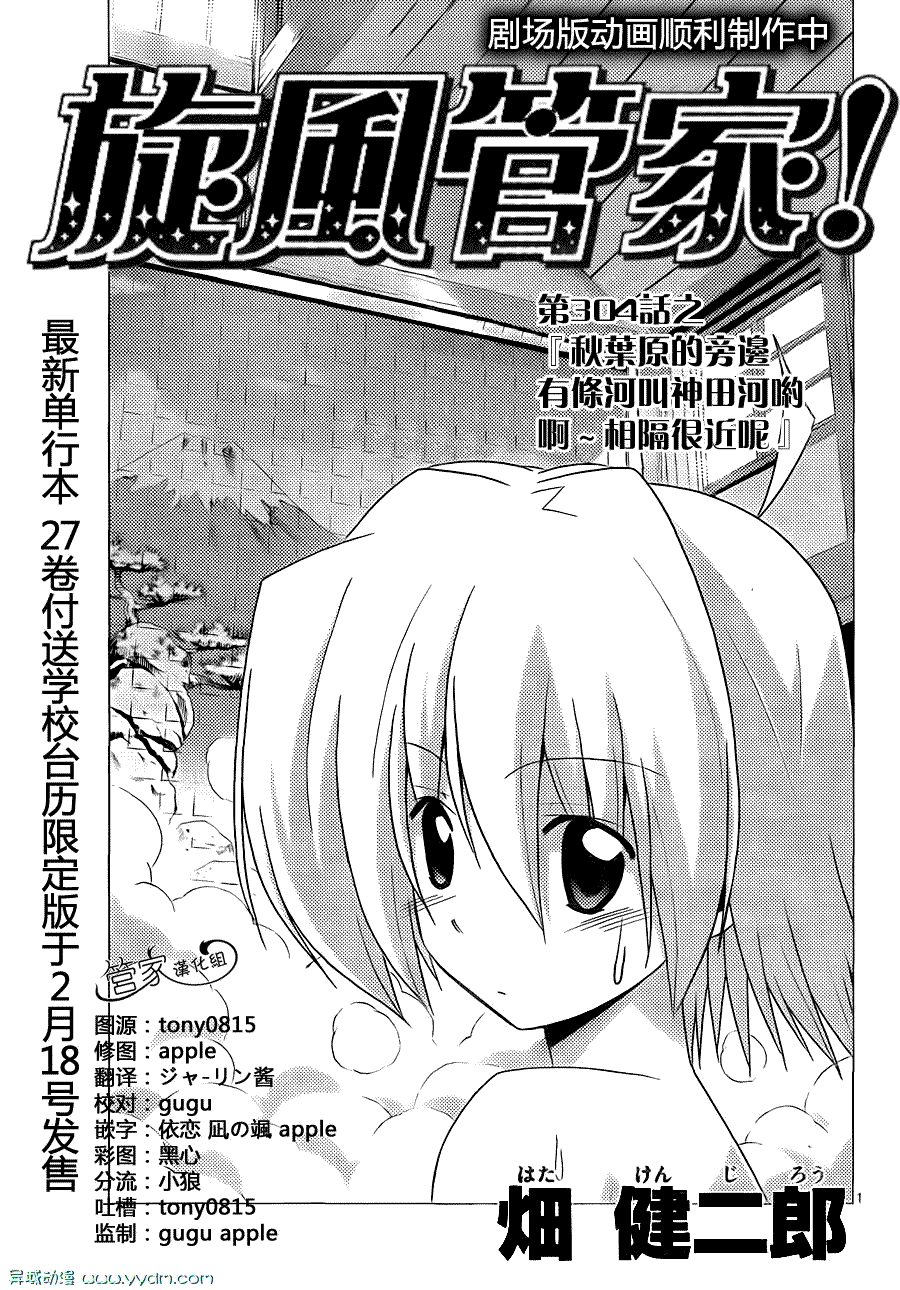 剧场版动画顺利制作中
旋風管家!
第304話之
『秋葉原的旁邊
有條河叫神田河喲
啊～相隔很近呢』
最新单行本 27卷付送学校台历限定版于2月18号发售
管家 漢化組
图源：tony0815
修图：apple
翻译：ジャ-リン酱
校对：gugu
嵌字：依恋 凪の颯 apple
彩图：黑心
分流：小狼
吐槽：tony0815
监制：gugu apple
はた けん じ ろう
畑 健二郎
1
异域动漫 www.yydm.com